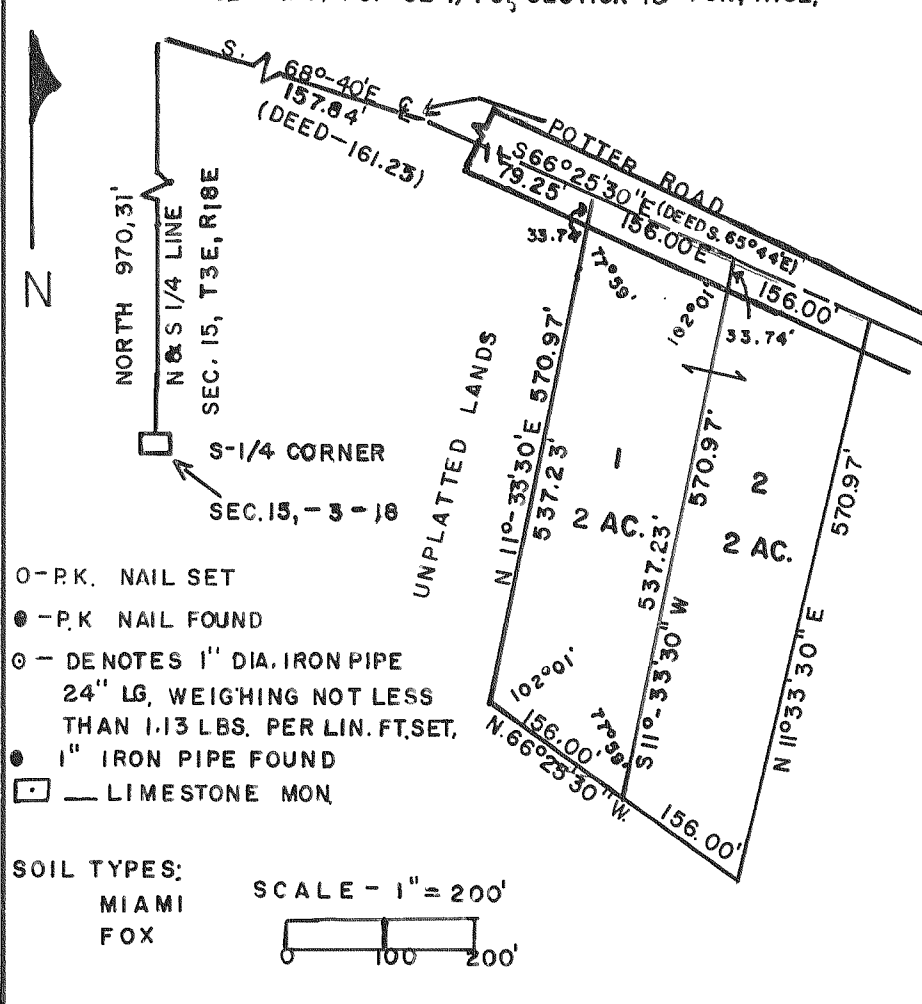 S. 68°-40'E
157.84'
(DEED-161.23)
POTTER ROAD
S66°25'30"E (DEED S. 65°44'E)
79.25'
156.00'
156.00'
33.74'
33.74'
NORTH 970,31'
N & S 1/4 LINE
SEC. 15, T3E, R18E
N
S-1/4 CORNER
SEC.15,-3-18
UNPLATTED LANDS
N 11°-33'30"E 570.97'
537.23'
77°59'
102°01'
1
2 AC.
102°01'
77°59'
156.00'
N.66°25'30"W.
570.97'
537.23'
S 11°-33'30"W
2
2 AC.
570.97'
N 11°33'30"E
156.00'
O-P.K. NAIL SET
●-P.K NAIL FOUND
⊙- DENOTES 1" DIA. IRON PIPE
24" LG, WEIGHING NOT LESS
THAN 1.13 LBS. PER LIN. FT.SET.
● 1" IRON PIPE FOUND
⊡ — LIMESTONE MON.
SOIL TYPES:
MIAMI
FOX
SCALE - 1"= 200'
0 100 200'